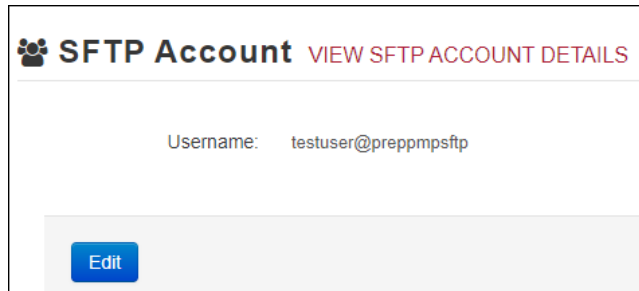 SFTP Account VIEW SFTP ACCOUNT DETAILS
Username: testuser@preppmpsftp
Edit